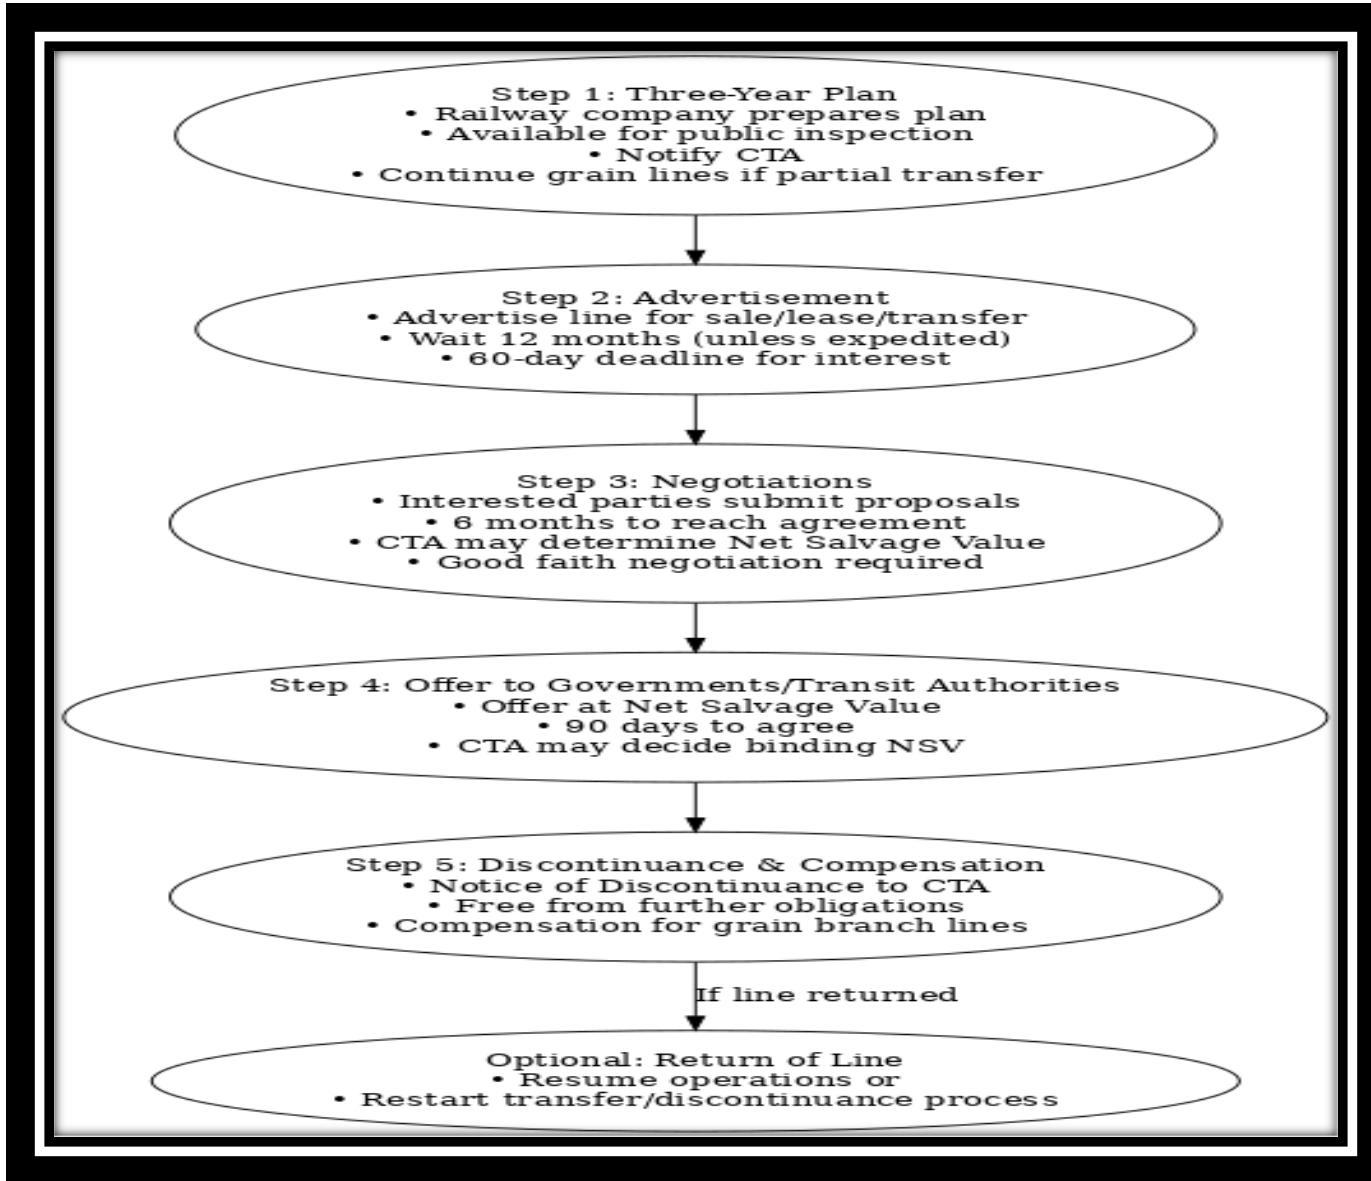 Step 1: Three-Year Plan
• Railway company prepares plan
• Available for public inspection
• Notify CTA
• Continue grain lines if partial transfer
Step 2: Advertisement
• Advertise line for sale/lease/transfer
• Wait 12 months (unless expedited)
• 60-day deadline for interest
Step 3: Negotiations
• Interested parties submit proposals
• 6 months to reach agreement
• CTA may determine Net Salvage Value
• Good faith negotiation required
Step 4: Offer to Governments/Transit Authorities
• Offer at Net Salvage Value
• 90 days to agree
• CTA may decide binding NSV
Step 5: Discontinuance & Compensation
• Notice of Discontinuance to CTA
• Free from further obligations
• Compensation for grain branch lines
If line returned
Optional: Return of Line
• Resume operations or
• Restart transfer/discontinuance process